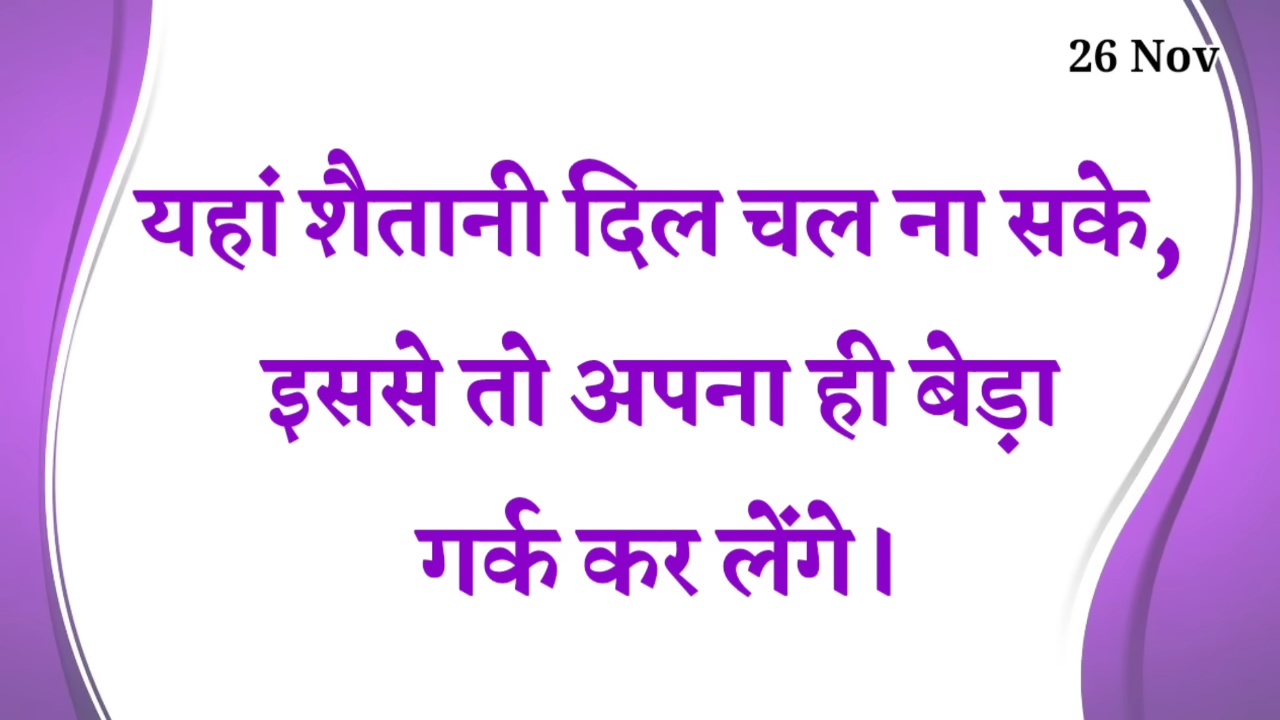 26 Nov
यहां शैतानी दिल चल ना सके,
इससे तो अपना ही बेड़ा
गर्क कर लेंगे।